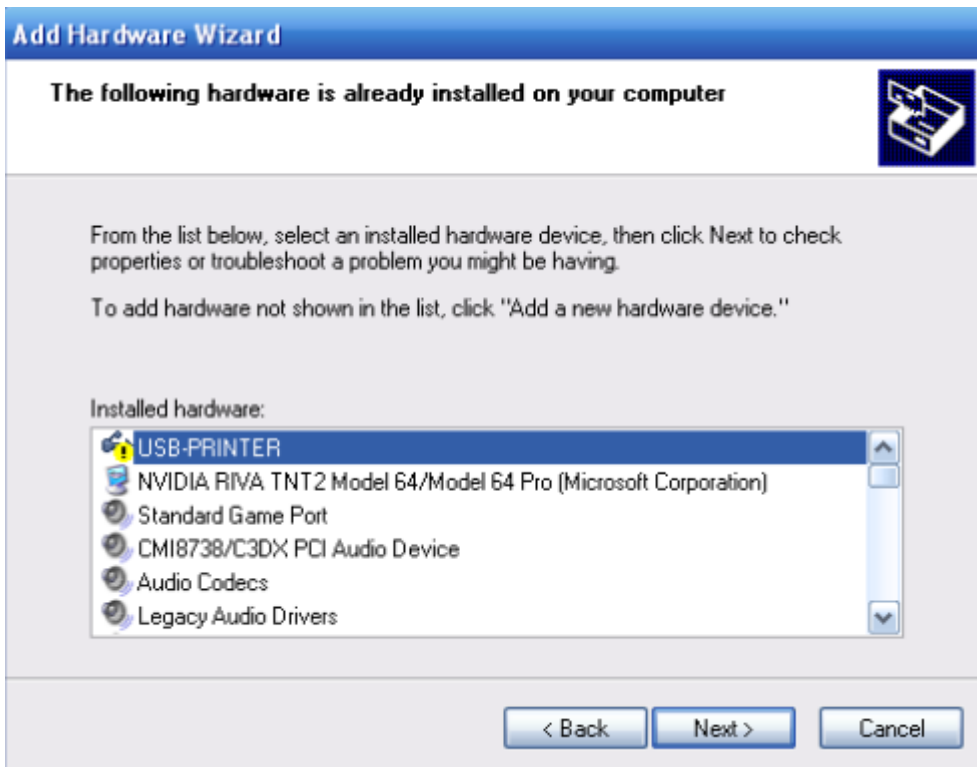 Add Hardware Wizard
The following hardware is already installed on your computer
From the list below, select an installed hardware device, then click Next to check
properties or troubleshoot a problem you might be having.
To add hardware not shown in the list, click "Add a new hardware device."
Installed hardware:
USB-PRINTER
NVIDIA RIVA TNT2 Model 64/Model 64 Pro (Microsoft Corporation)
Standard Game Port
CMI8738/C3DX PCI Audio Device
Audio Codecs
Legacy Audio Drivers
< Back Next > Cancel